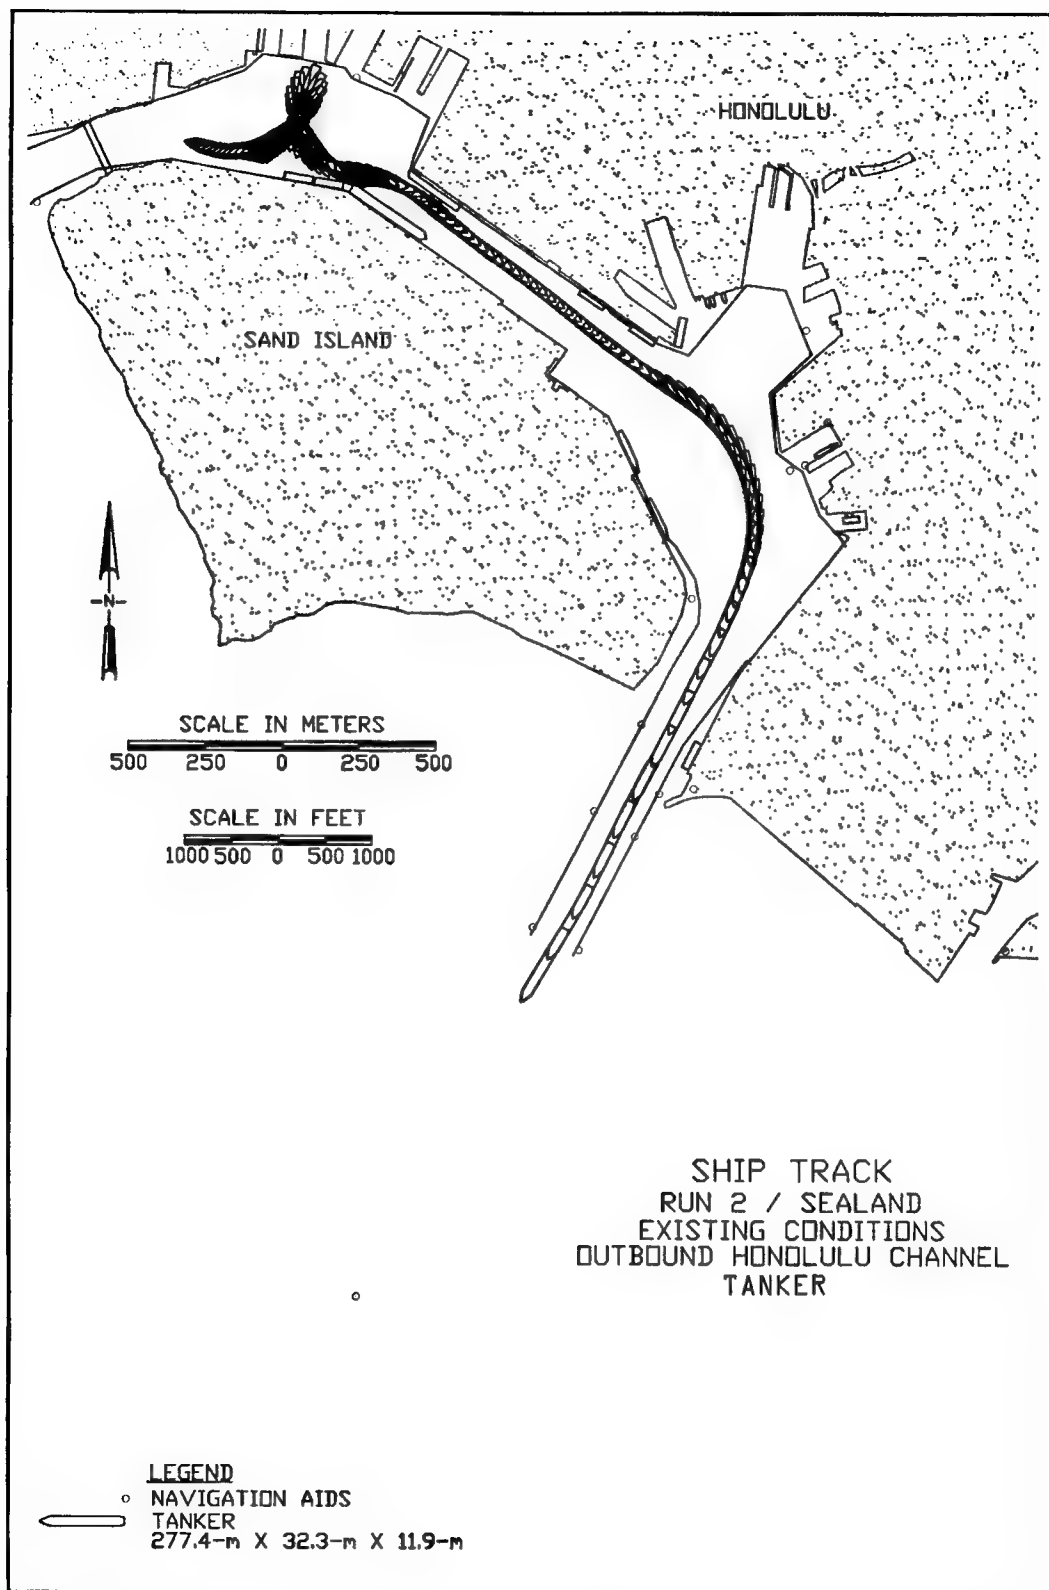 HONOLULU
SAND ISLAND
-N-
SCALE IN METERS
500 250 0 250 500
SCALE IN FEET
1000 500 0 500 1000
SHIP TRACK
RUN 2 / SEALAND
EXISTING CONDITIONS
OUTBOUND HONOLULU CHANNEL
TANKER
LEGEND
NAVIGATION AIDS
TANKER
277.4-m X 32.3-m X 11.9-m